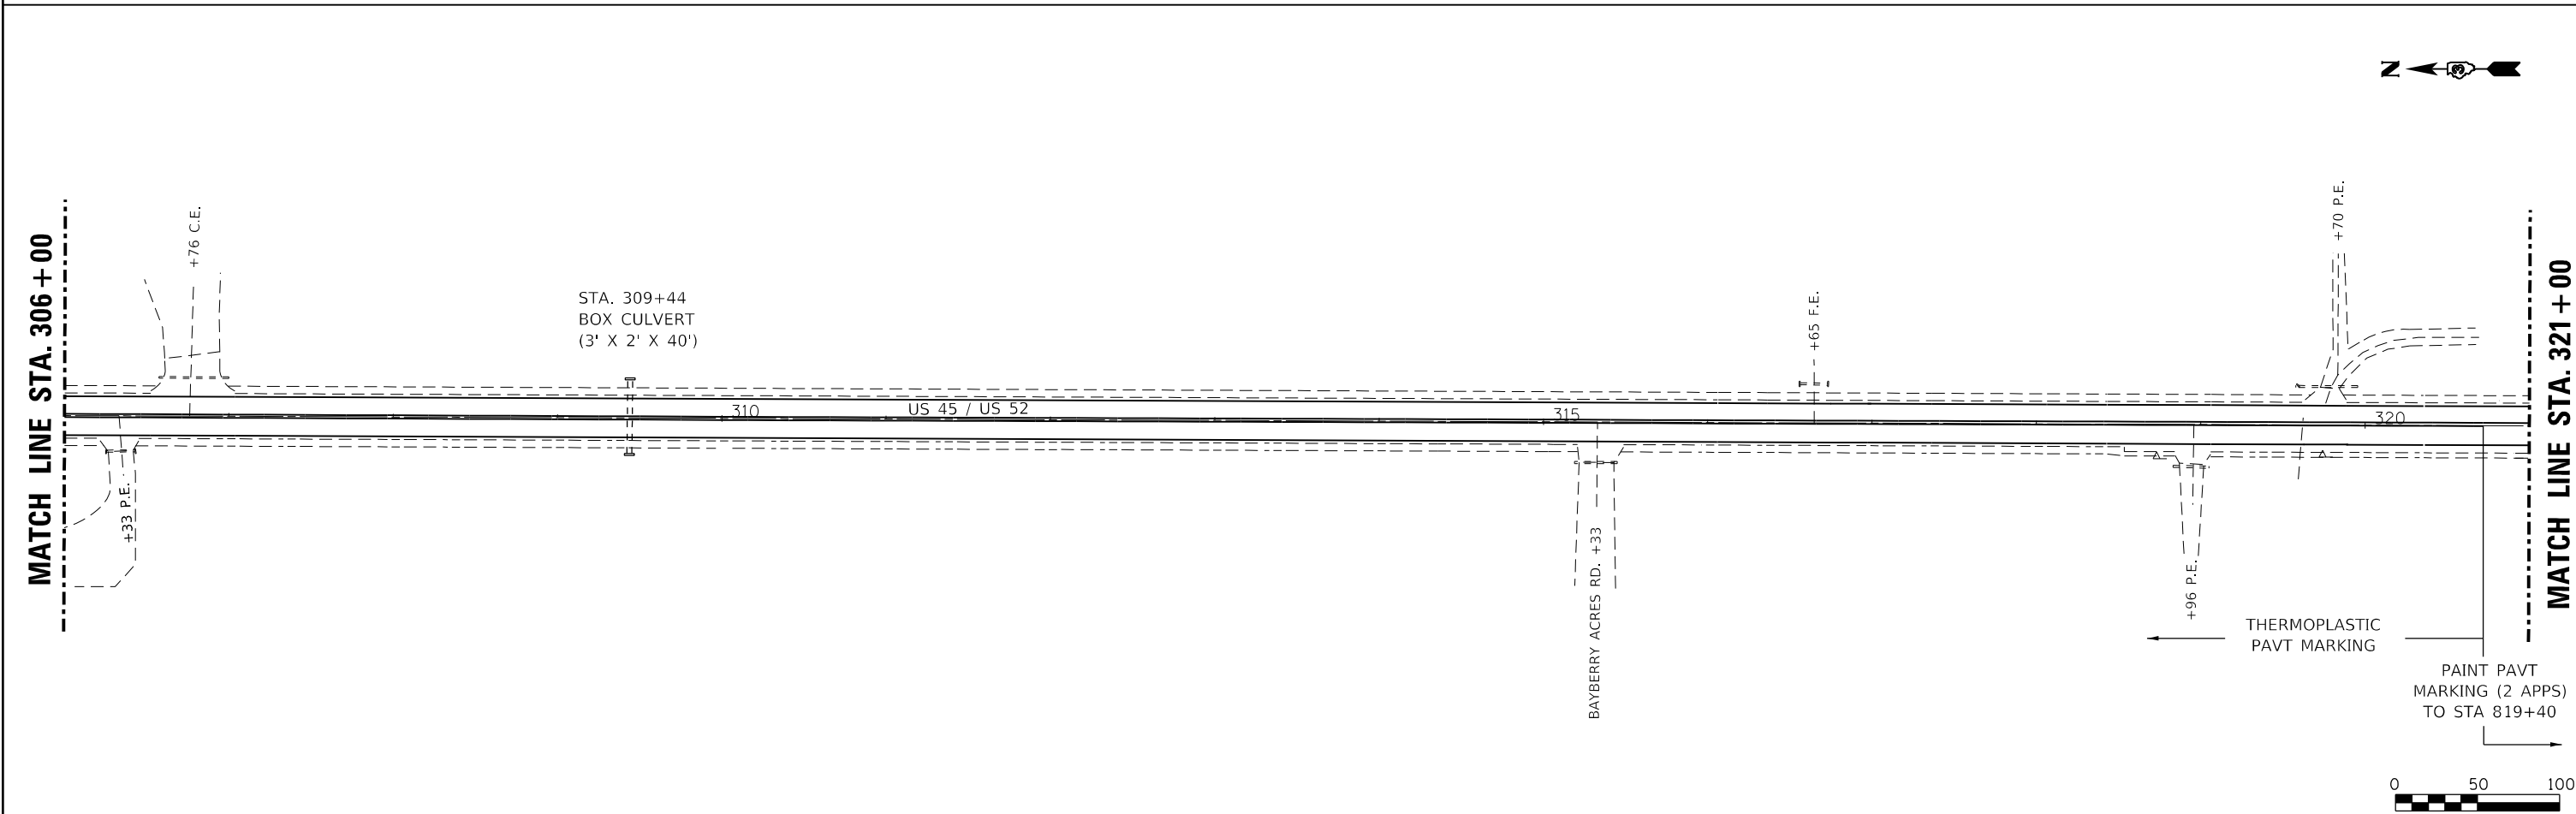 N
3
MATCH LINE STA. 306+00
+76 C.E.
+33 P.E.
STA. 309+44
BOX CULVERT
(3' X 2' X 40')
310
US 45 / US 52
315
BAYBERRY ACRES RD. +33
+65 F.E.
+96 P.E.
+70 P.E.
320
MATCH LINE STA. 321+00
THERMOPLASTIC
PAVT MARKING
PAINT PAVT
MARKING (2 APPS)
TO STA 819+40
0 50 100